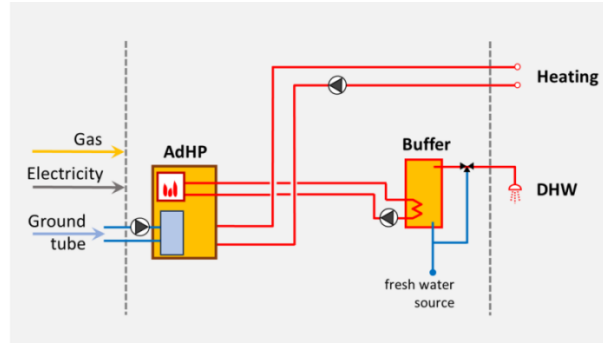 Gas
Electricity
Ground
tube
AdHP
Buffer
Heating
DHW
fresh water
source